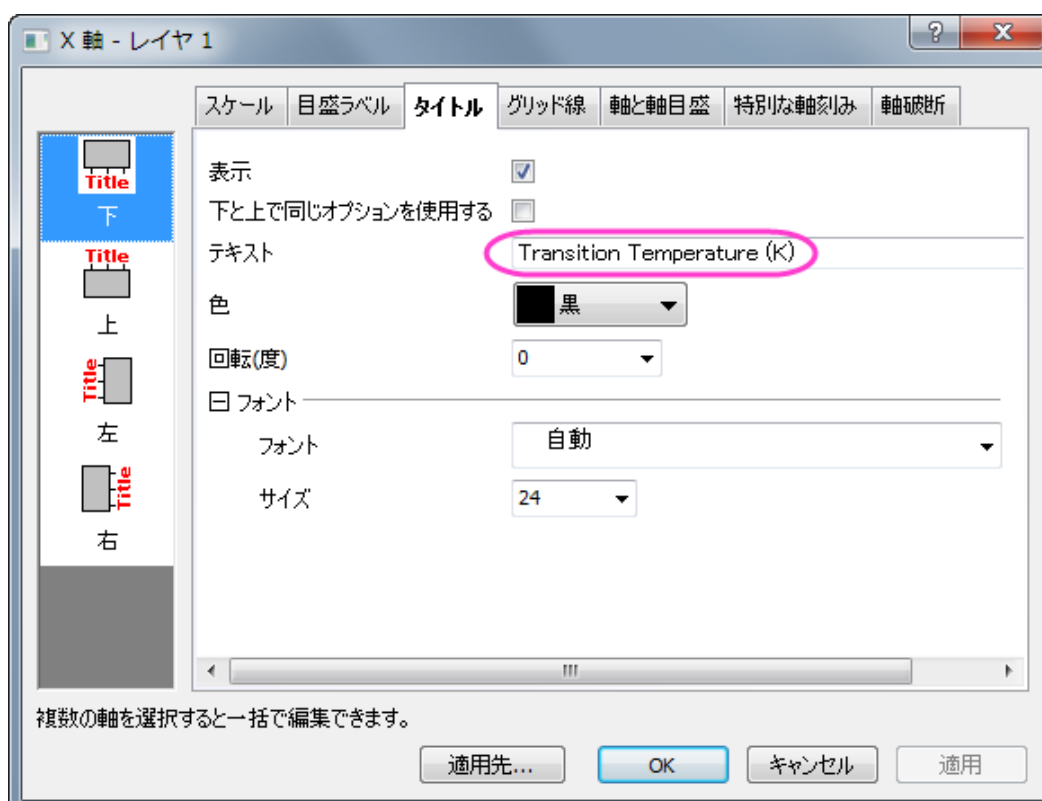 X 軸 - レイヤ 1
?
スケール 目盛ラベル タイトル グリッド線 軸と軸目盛 特別な軸刻み 軸破断
Title
下
Title
上
Title
左
Title
右
表示
下と上で同じオプションを使用する
テキスト Transition Temperature (K)
色 黒
回転(度) 0
フォント
フォント 自動
サイズ 24
複数の軸を選択すると一括で編集できます。
適用先... OK キャンセル 適用